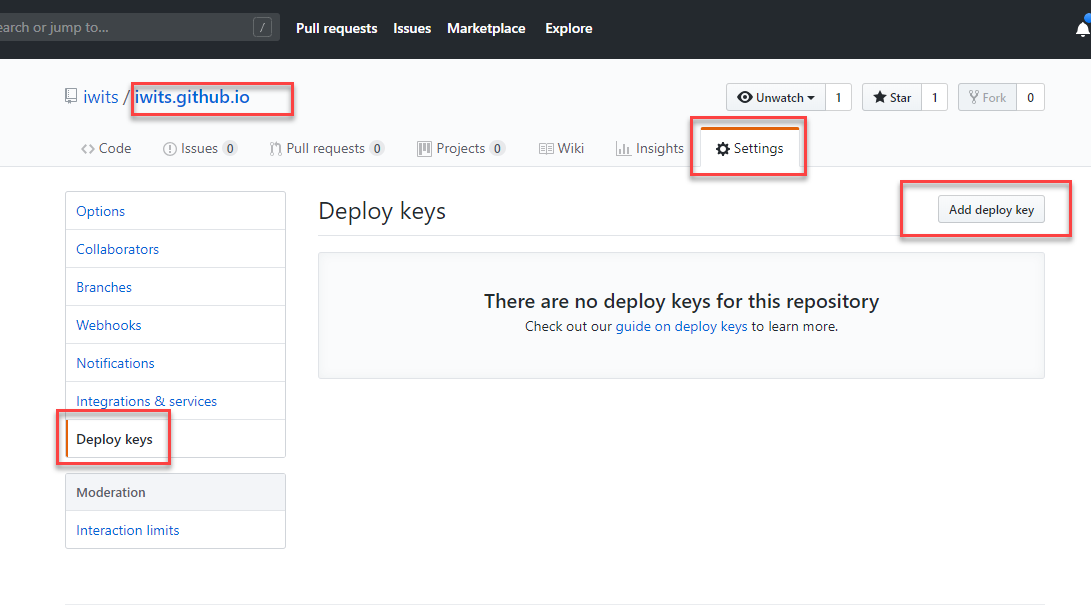 earch or jump to... / Pull requests Issues Marketplace Explore
iwits / iwits.github.io Unwatch 1 Star 1 Fork 0
Code Issues 0 Pull requests 0 Projects 0 Wiki Insights Settings
Options
Collaborators
Branches
Webhooks
Notifications
Integrations & services
Deploy keys
Moderation
Interaction limits
Deploy keys Add deploy key
There are no deploy keys for this repository
Check out our guide on deploy keys to learn more.